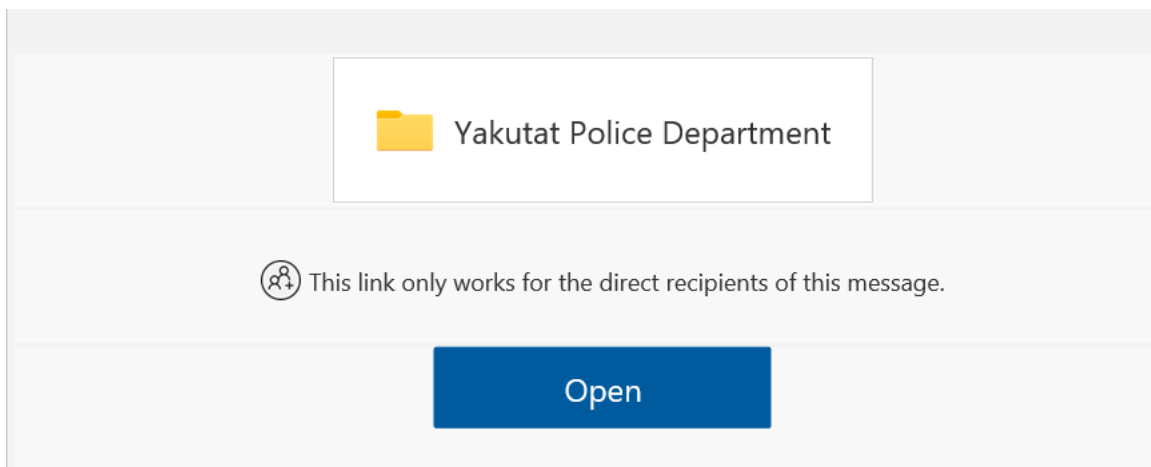 Yakutat Police Department
This link only works for the direct recipients of this message.
Open